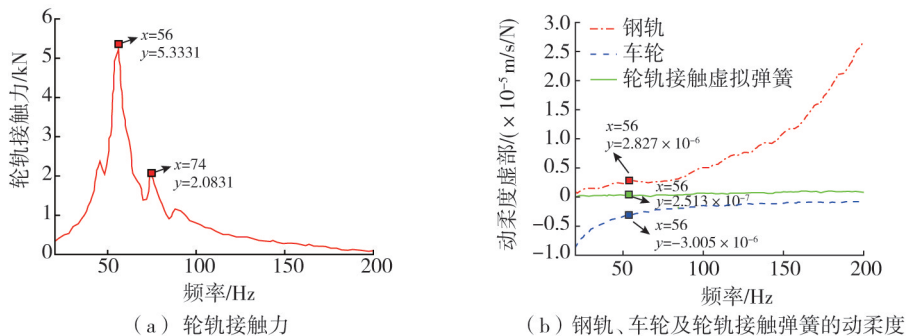 轮轨接触力/kN
6
5
4
3
2
1
0
20
50
100
150
200
x=56
y=5.3331
x=74
y=2.0831
频率/Hz
(a) 轮轨接触力
动柔度虚部/(×10⁻⁵ m/s/N)
3.0
2.5
2.0
1.5
1.0
0.5
0
−0.5
−1.0
50
100
150
200
钢轨
车轮
轮轨接触虚拟弹簧
x=56
y=2.827×10⁻⁶
x=56
y=2.513×10⁻⁷
x=56
y=−3.005×10⁻⁶
频率/Hz
(b) 钢轨、车轮及轮轨接触弹簧的动柔度